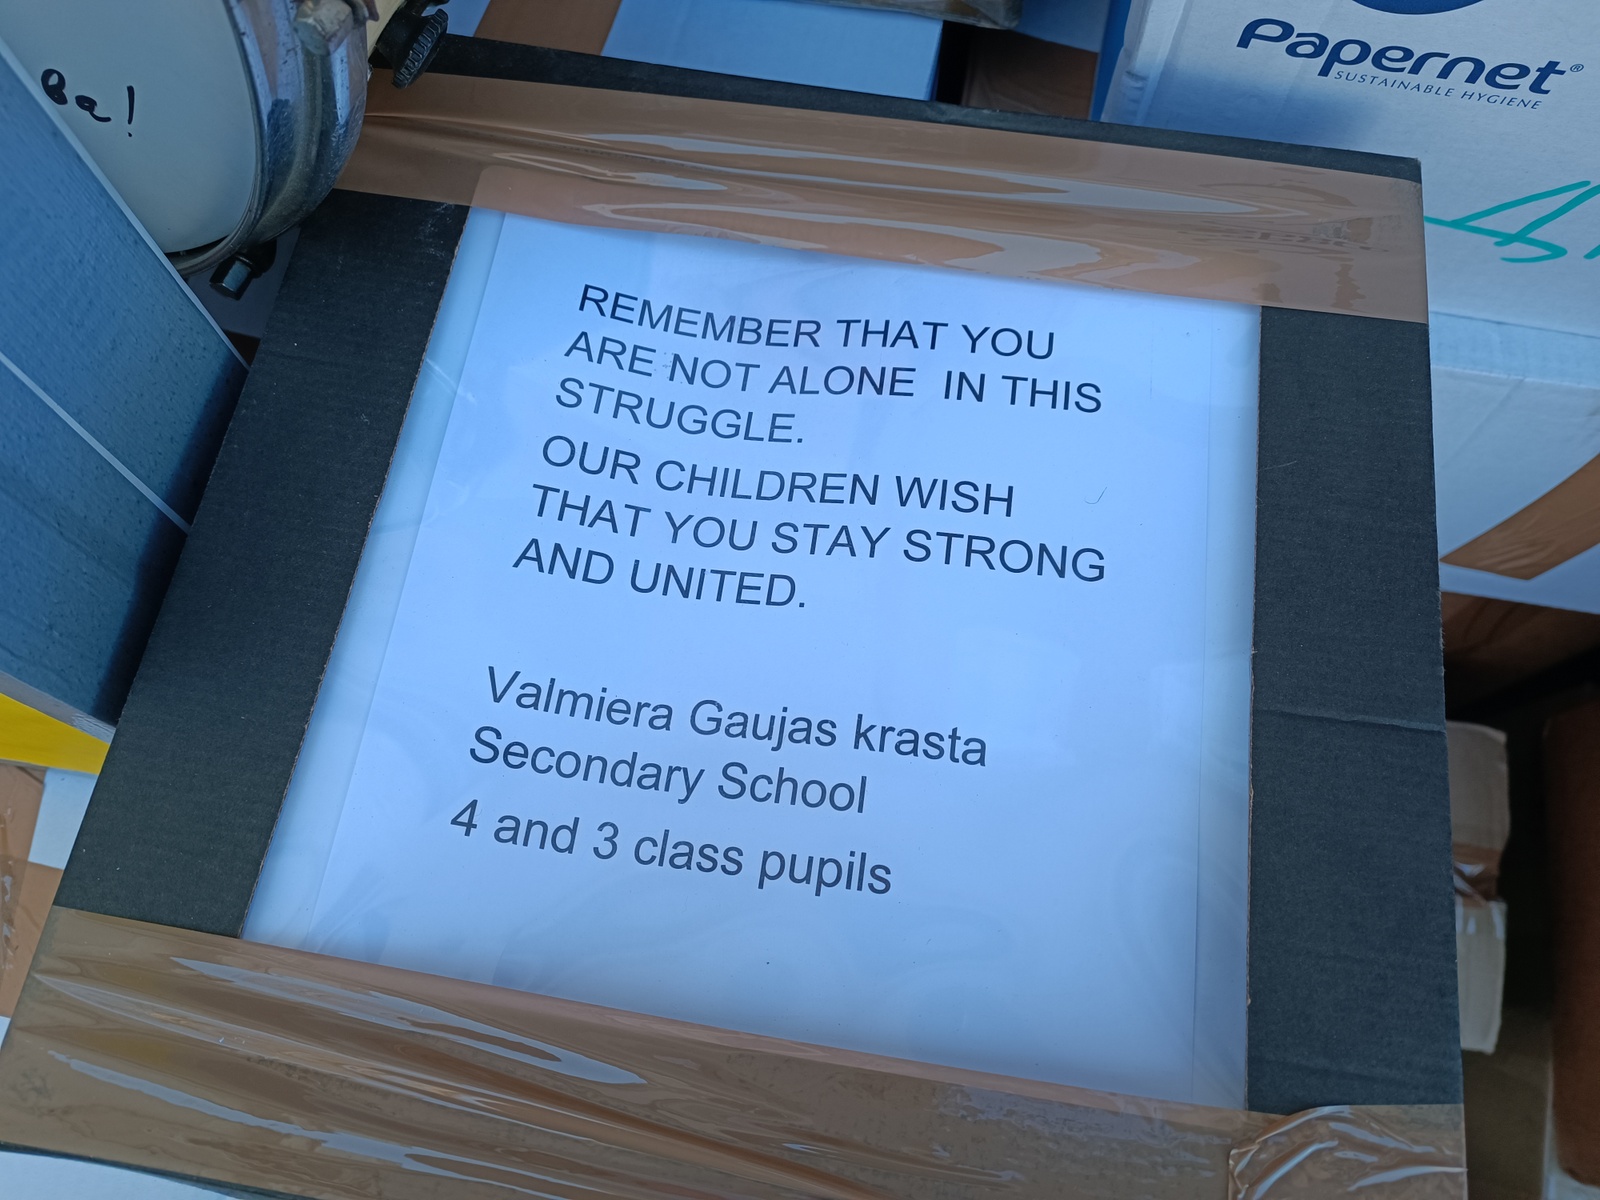 ва!
Papernet®
SUSTAINABLE HYGIENE
REMEMBER THAT YOU
ARE NOT ALONE IN THIS
STRUGGLE.
OUR CHILDREN WISH
THAT YOU STAY STRONG
AND UNITED.
Valmiera Gaujas krasta
Secondary School
4 and 3 class pupils